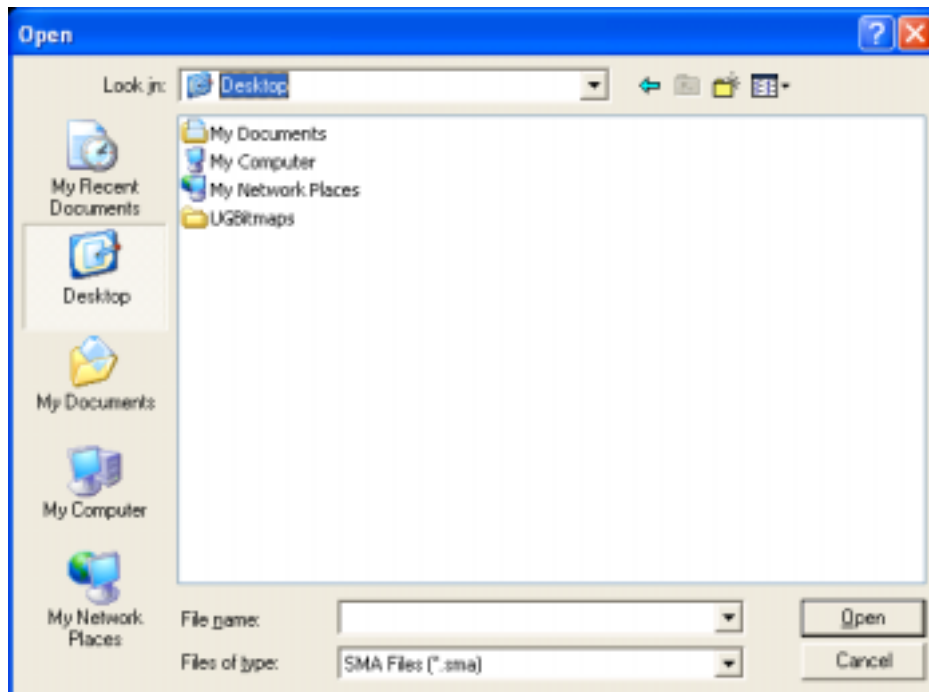 Open
Look in: Desktop
My Documents
My Computer
My Network Places
UGBitmaps
My Recent
Documents
Desktop
My Documents
My Computer
My Network
Places
File name:
Open
Files of type: SMA Files (*.sma)
Cancel